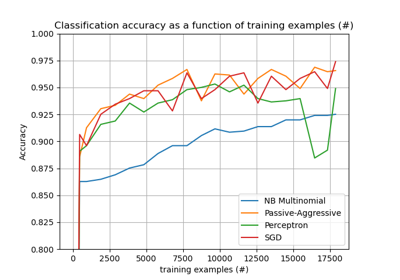 Classification accuracy as a function of training examples (#)
1.000
0.975
0.950
0.925
0.900
0.875
0.850
0.825
0.800
Accuracy
NB Multinomial
Passive-Aggressive
Perceptron
SGD
0 2500 5000 7500 10000 12500 15000 17500
training examples (#)